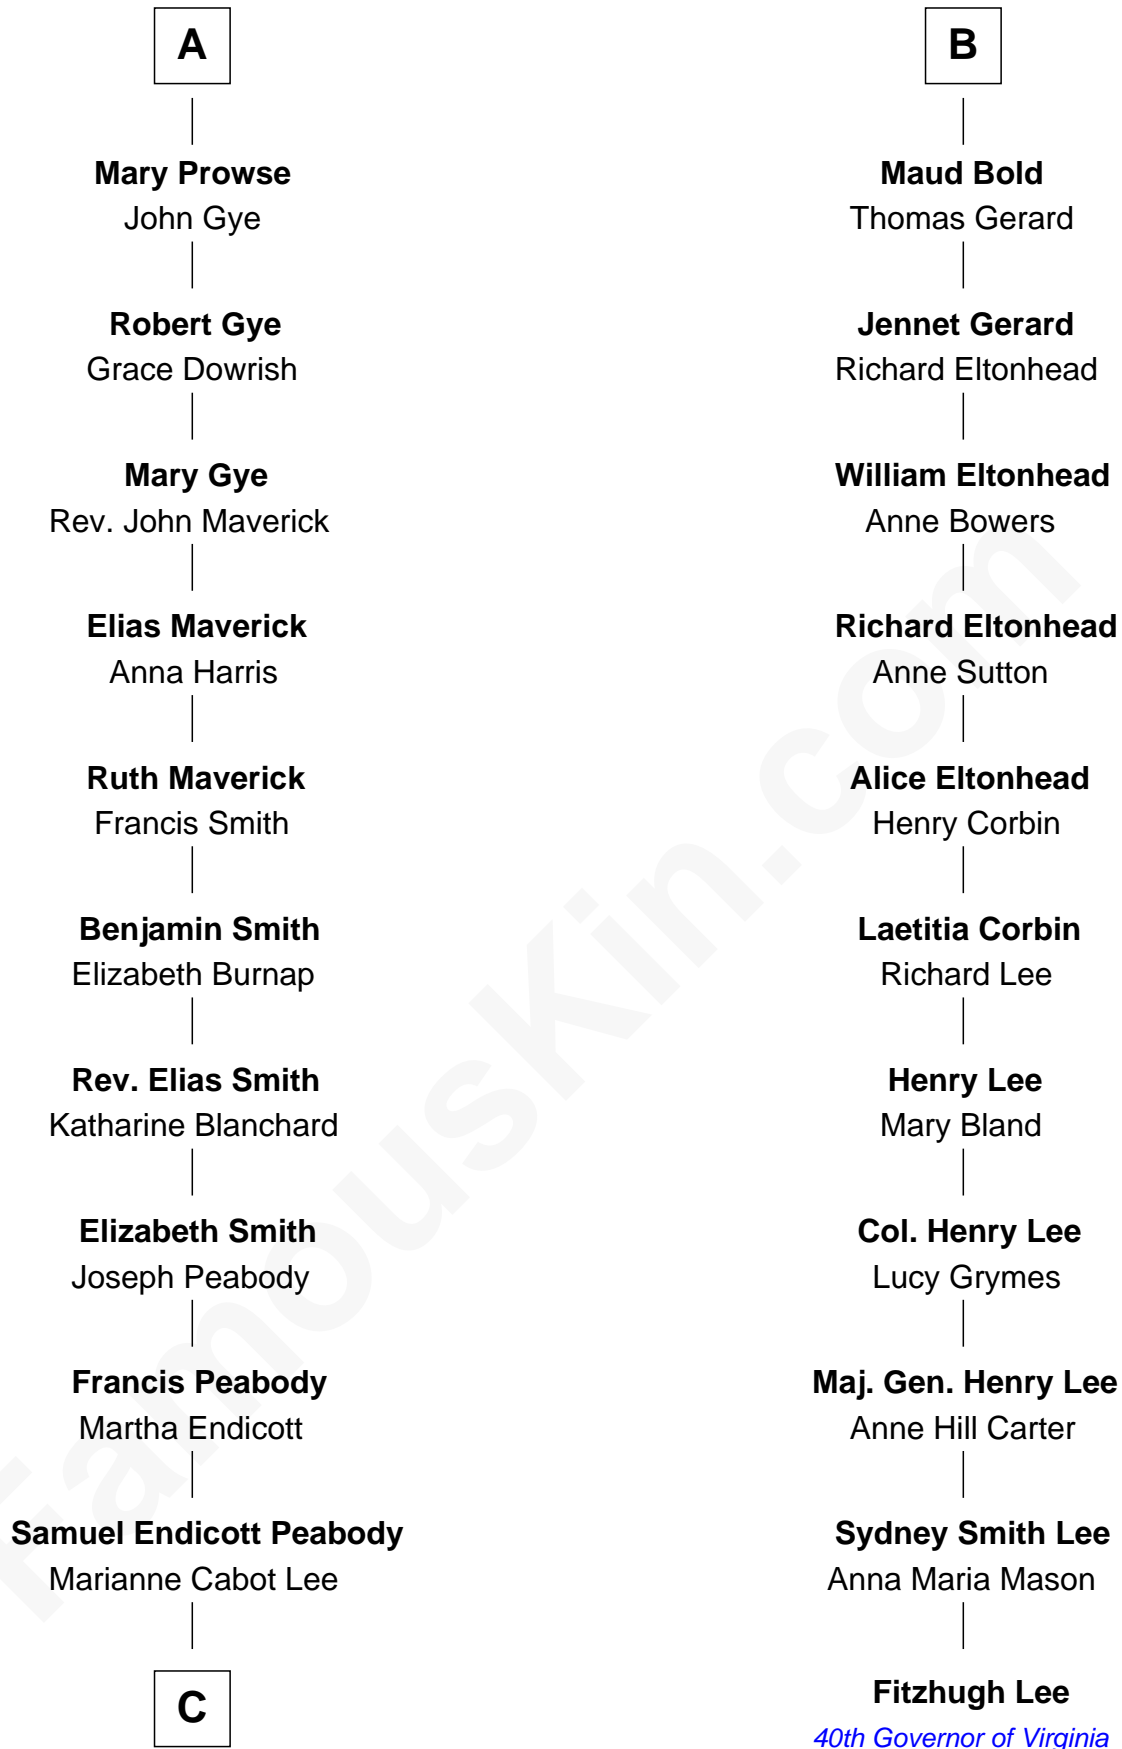 A
Mary Prowse
John Gye
Robert Gye
Grace Dowrish
Mary Gye
Rev. John Maverick
Elias Maverick
Anna Harris
Ruth Maverick
Francis Smith
Benjamin Smith
Elizabeth Burnap
Rev. Elias Smith
Katharine Blanchard
Elizabeth Smith
Joseph Peabody
Francis Peabody
Martha Endicott
Samuel Endicott Peabody
Marianne Cabot Lee
C
B
Maud Bold
Thomas Gerard
Jennet Gerard
Richard Eltonhead
William Eltonhead
Anne Bowers
Richard Eltonhead
Anne Sutton
Alice Eltonhead
Henry Corbin
Laetitia Corbin
Richard Lee
Henry Lee
Mary Bland
Col. Henry Lee
Lucy Grymes
Maj. Gen. Henry Lee
Anne Hill Carter
Sydney Smith Lee
Anna Maria Mason
Fitzhugh Lee
40th Governor of Virginia
FamousKin.com